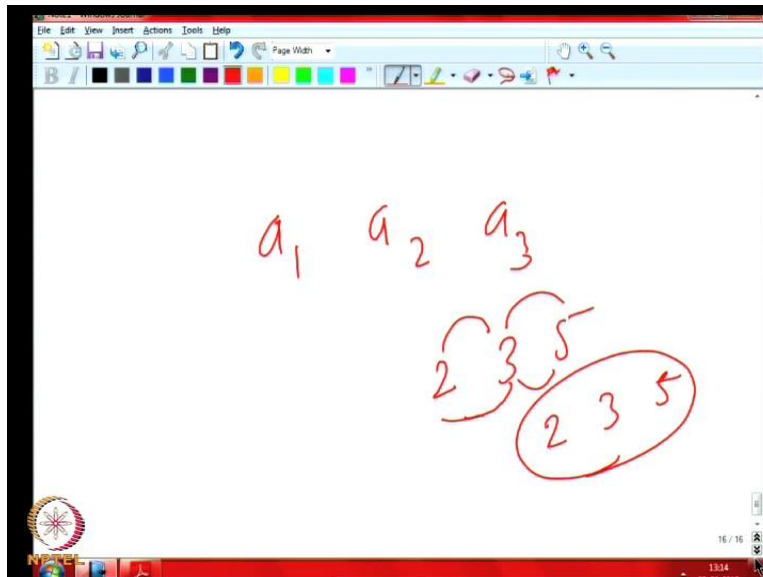 File Edit View Insert Actions Tools Help
Page Width
B I
a1 a2 a3
2 3 5
2 3 5
16 / 16
NPTEL
13:14